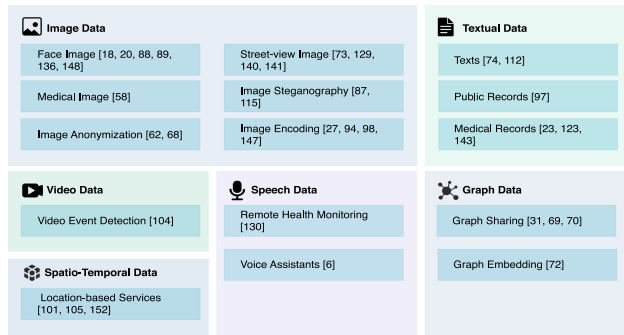 Image Data
Face Image [18, 20, 88, 89,
136, 148]
Street-view Image [73, 129,
140, 141]
Medical Image [58]
Image Steganography [87,
115]
Image Anonymization [62, 68]
Image Encoding [27, 94, 98,
147]
Textual Data
Texts [74, 112]
Public Records [97]
Medical Records [23, 123,
143]
Video Data
Video Event Detection [104]
Spatio-Temporal Data
Location-based Services
[101, 105, 152]
Speech Data
Remote Health Monitoring
[130]
Voice Assistants [6]
Graph Data
Graph Sharing [31, 69, 70]
Graph Embedding [72]